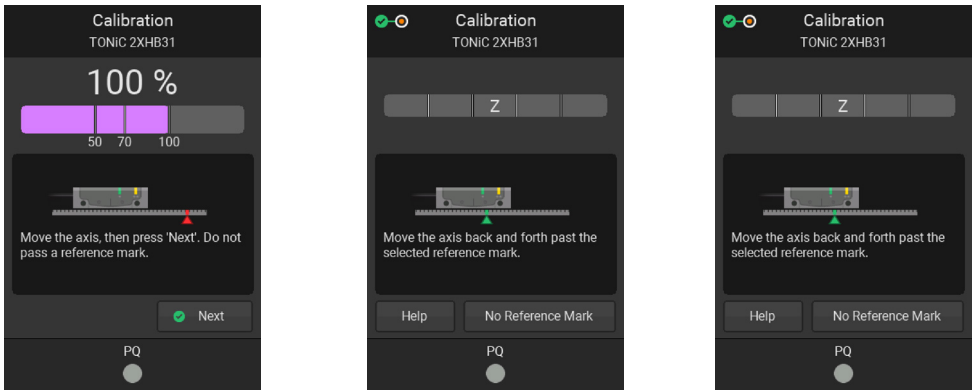 Calibration
TONiC 2XHB31
100 %
50 70 100
Move the axis, then press 'Next'. Do not
pass a reference mark.
Next
PQ
Calibration
TONiC 2XHB31
Z
Move the axis back and forth past the
selected reference mark.
Help No Reference Mark
PQ
Calibration
TONiC 2XHB31
Z
Move the axis back and forth past the
selected reference mark.
Help No Reference Mark
PQ